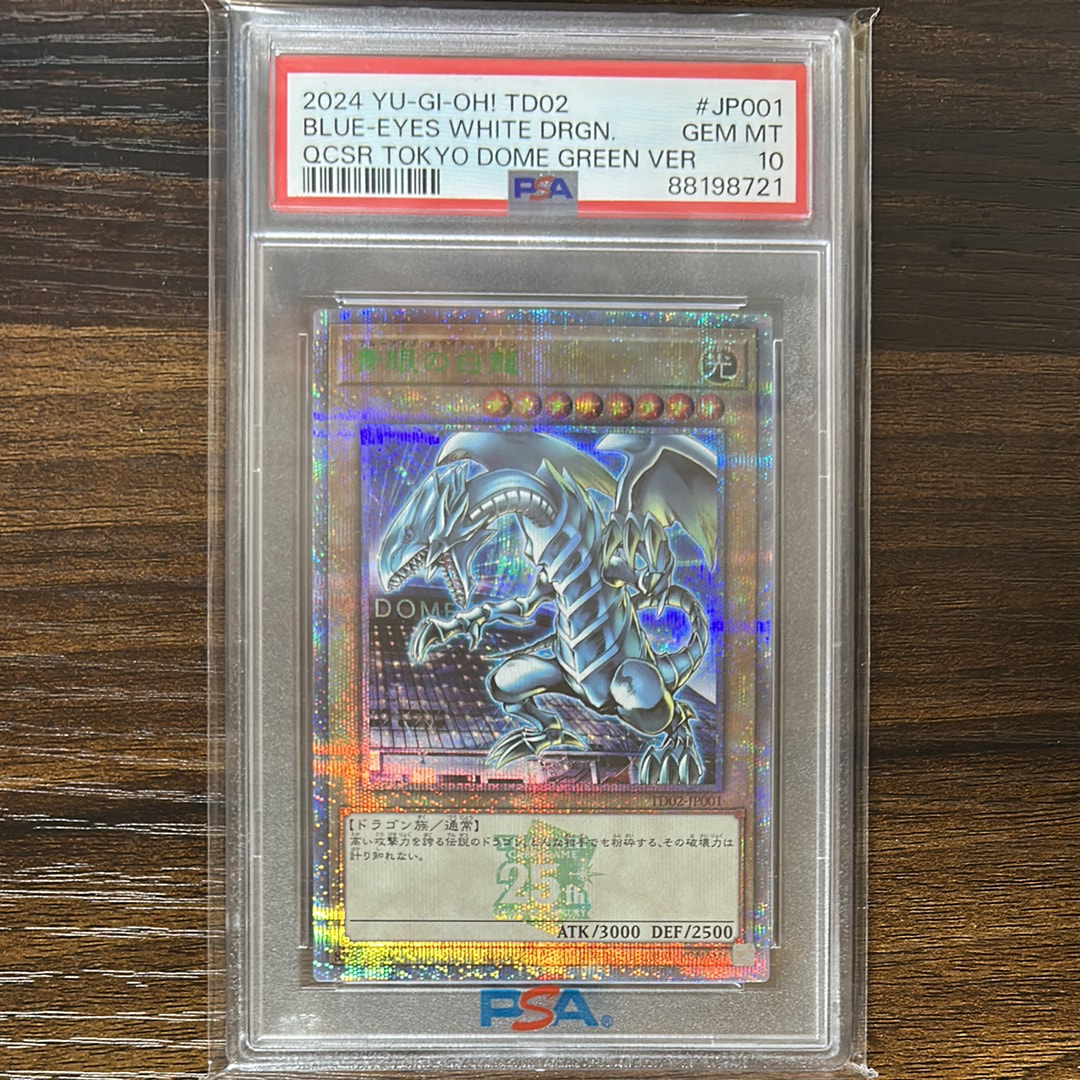 2024 YU-GI-OH! TD02 #JP001
BLUE-EYES WHITE DRGN. GEM MT
QCSR TOKYO DOME GREEN VER 10
PSA 88198721
青眼の白龍
光
DOME
TD02-JP001
【ドラゴン族/通常】
高い攻撃力を誇る伝説のドラゴン。どんな相手でも粉砕する、その破壊力は
計り知れない。
25th
ATK/3000 DEF/2500
PSA®